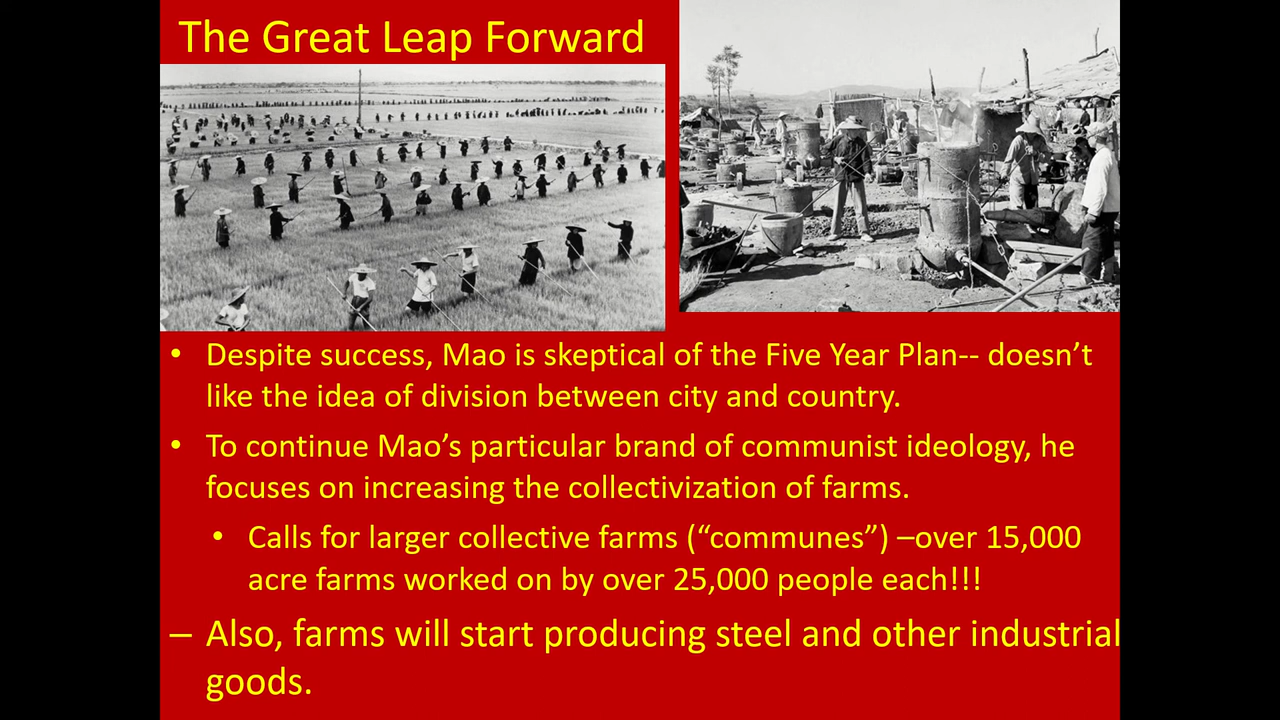 The Great Leap Forward
• Despite success, Mao is skeptical of the Five Year Plan-- doesn’t
like the idea of division between city and country.
• To continue Mao’s particular brand of communist ideology, he
focuses on increasing the collectivization of farms.
• Calls for larger collective farms (“communes”) –over 15,000
acre farms worked on by over 25,000 people each!!!
– Also, farms will start producing steel and other industrial
goods.